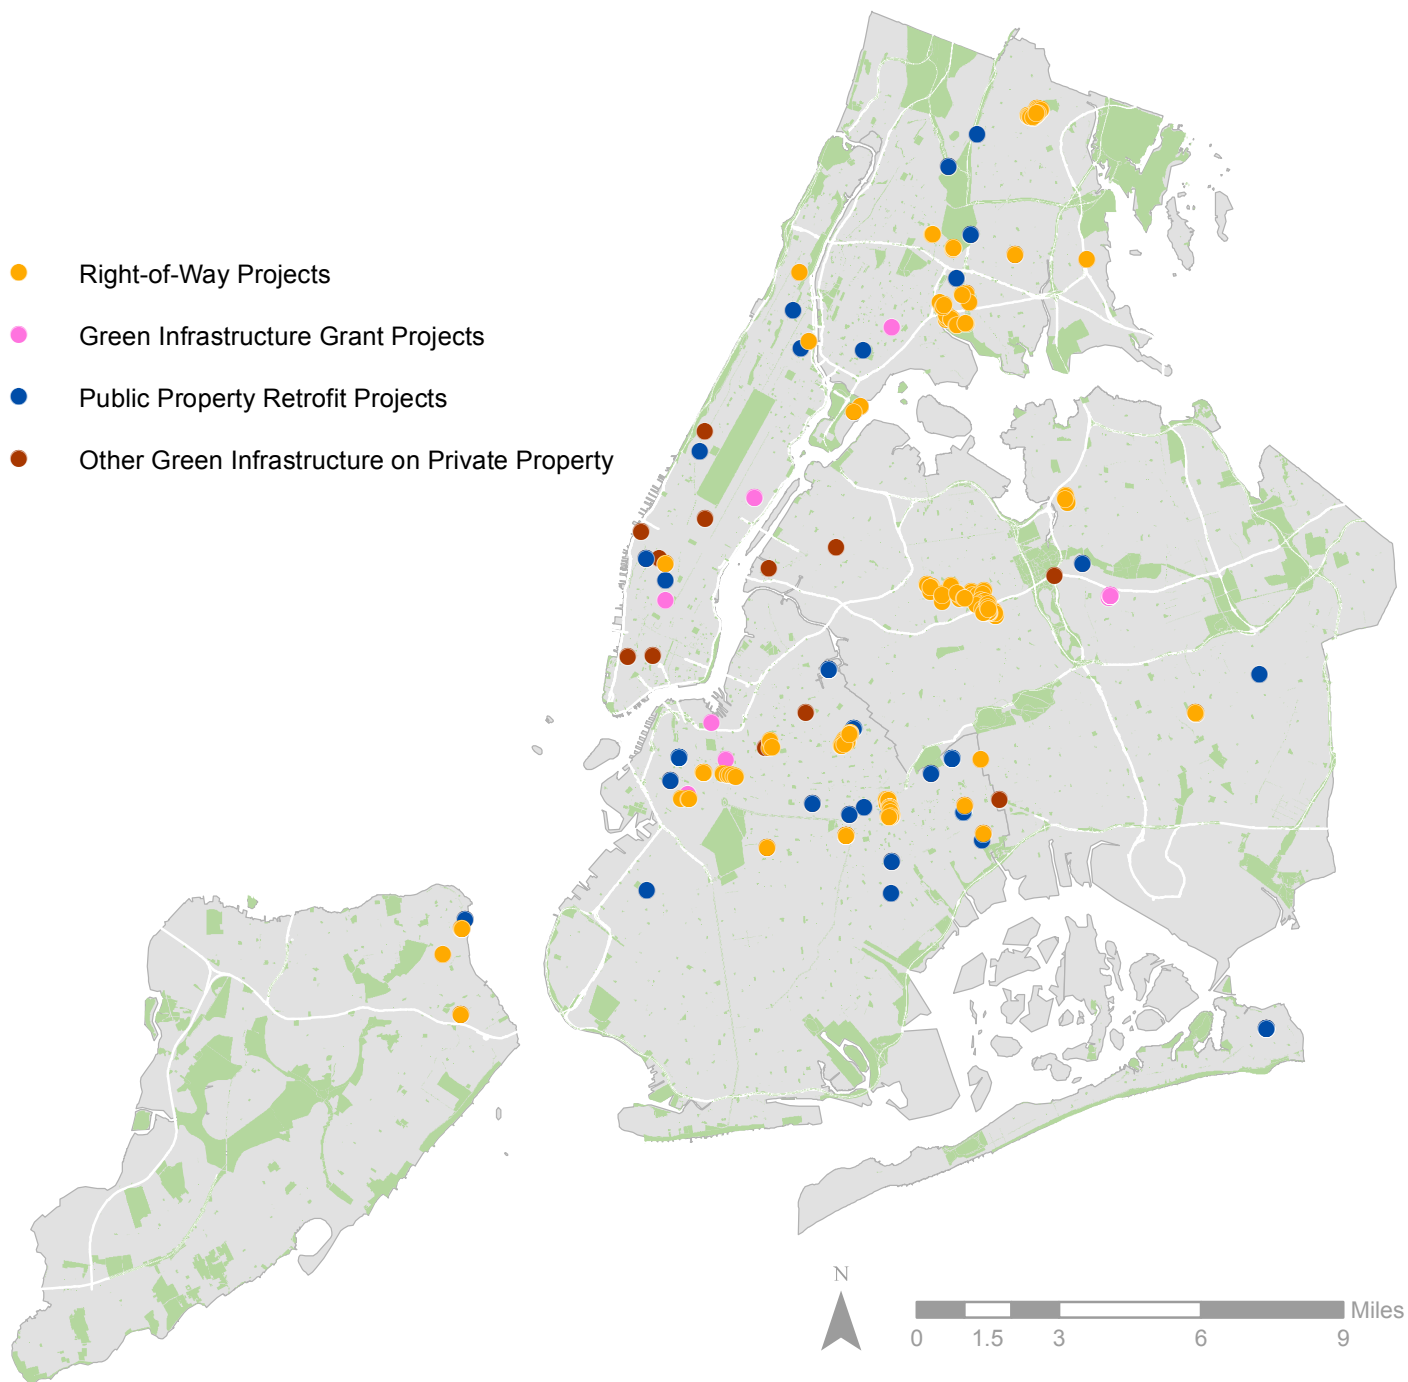 Right-of-Way Projects
Green Infrastructure Grant Projects
Public Property Retrofit Projects
Other Green Infrastructure on Private Property
N
Miles
0 1.5 3 6 9